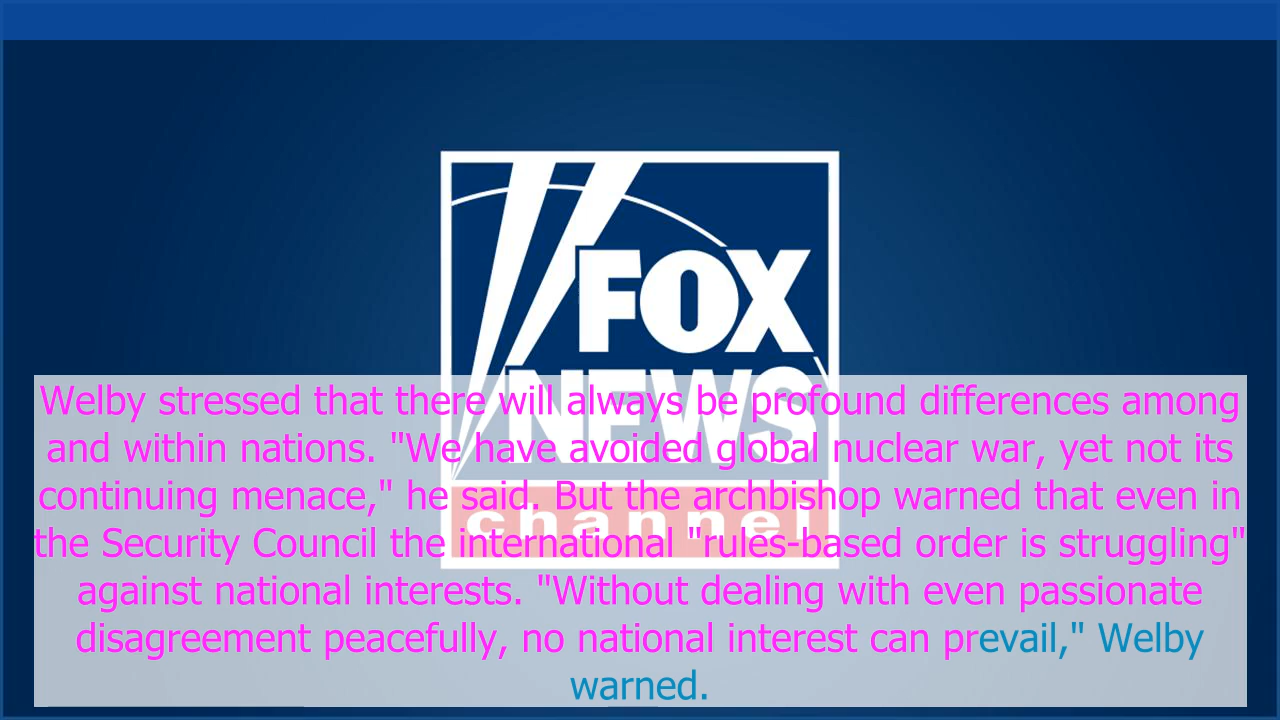 FOX
NEWS
channel
Welby stressed that there will always be profound differences among
and within nations. "We have avoided global nuclear war, yet not its
continuing menace," he said. But the archbishop warned that even in
the Security Council the international "rules-based order is struggling"
against national interests. "Without dealing with even passionate
disagreement peacefully, no national interest can prevail," Welby
warned.